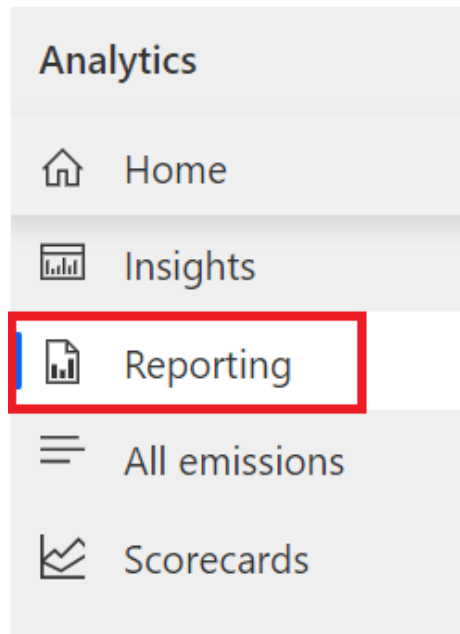 Analytics
Home
Insights
Reporting
All emissions
Scorecards